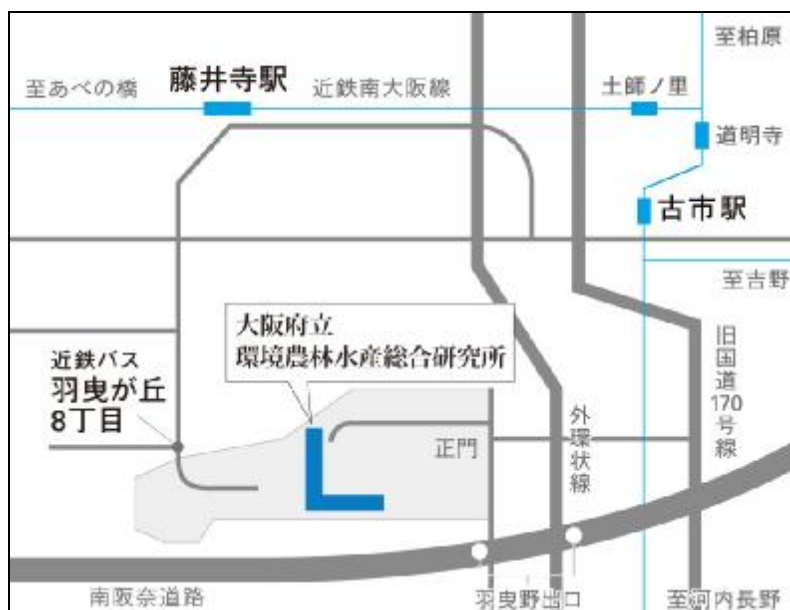 至柏原
藤井寺駅
至あべの橋
近鉄南大阪線
土師ノ里
道明寺
古市駅
至吉野
大阪府立
環境農林水産総合研究所
近鉄バス
羽曳が丘
8丁目
正門
外環状線
旧国道170号線
南阪奈道路
羽曳野出口
至河内長野